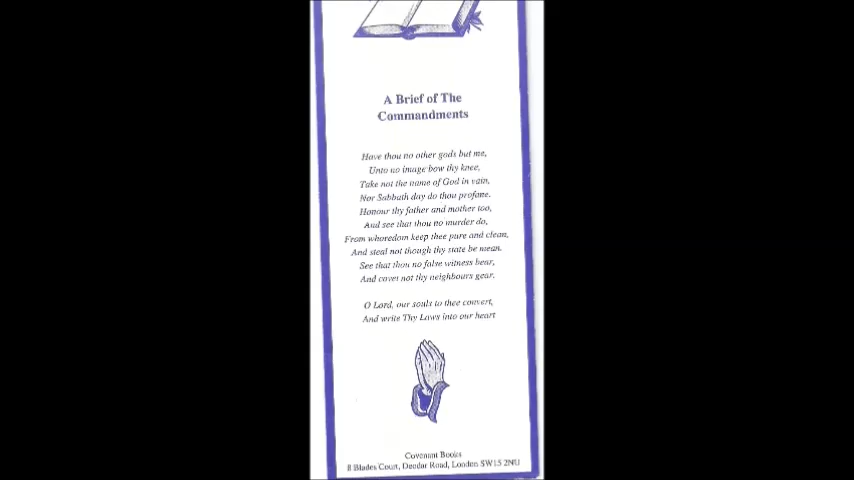 A Brief of The
Commandments
Have thou no other gods but me,
Unto no image bow thy knee,
Take not the name of God in vain,
Nor Sabbath day do thou profane.
Honour thy father and mother too,
And see that thou no murder do,
From whoredom keep thee pure and clean,
And steal not though thy state be mean.
See that thou no false witness bear,
And covet not thy neighbours gear,
O Lord, our souls to thee convert,
And write Thy Laws into our heart
Covenant Books
8 Blades Court, Deodar Road, London SW15 2NU